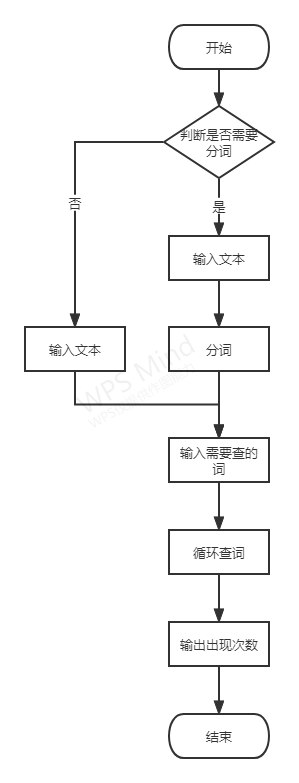 开始
判断是否需要
分词
否
是
输入文本
输入文本
分词
WPS Mind
输入需要查的
词
循环查词
输出出现次数
结束